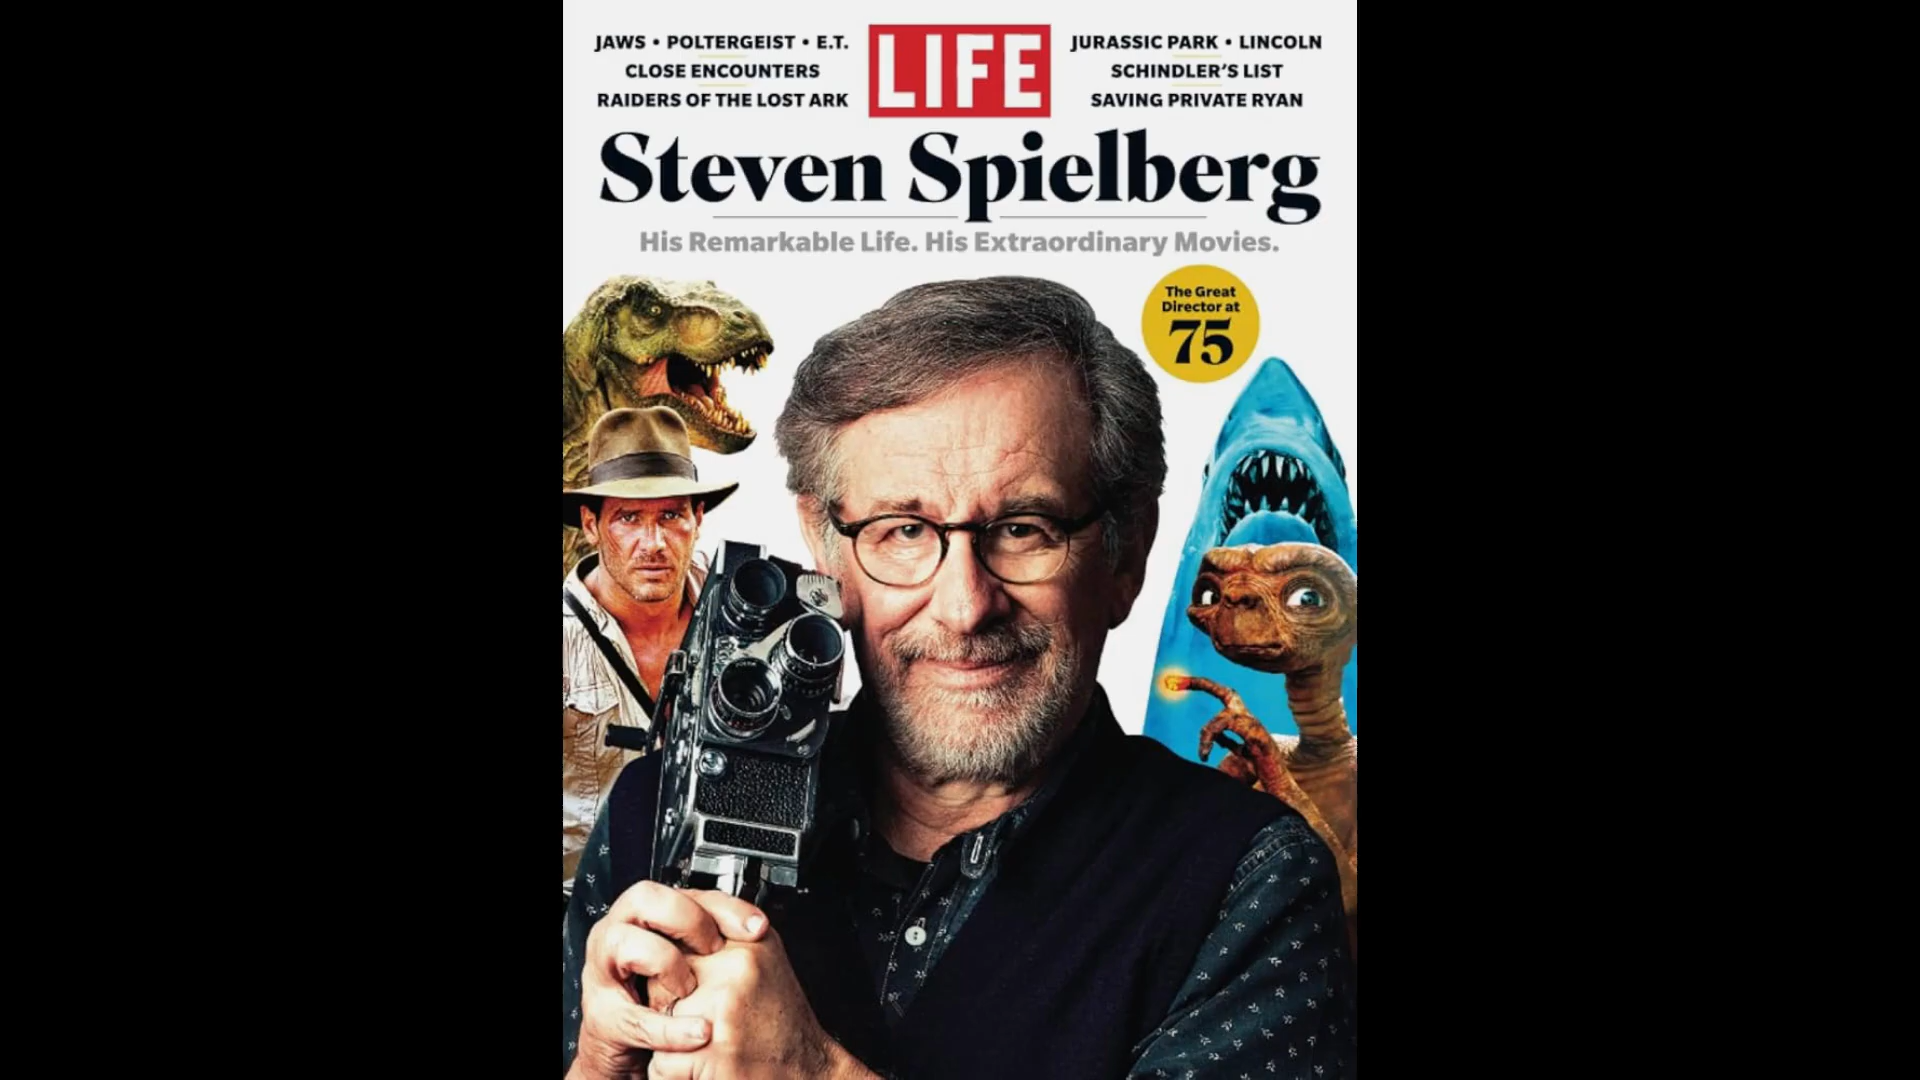 JAWS • POLTERGEIST • E.T.
CLOSE ENCOUNTERS
RAIDERS OF THE LOST ARK
LIFE
JURASSIC PARK • LINCOLN
SCHINDLER'S LIST
SAVING PRIVATE RYAN
Steven Spielberg
His Remarkable Life. His Extraordinary Movies.
The Great
Director at
75